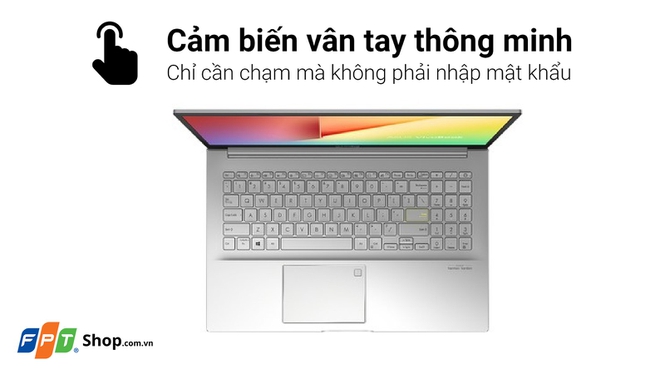 Cảm biến vân tay thông minh
Chỉ cần chạm mà không phải nhập mật khẩu
FPT Shop.com.vn